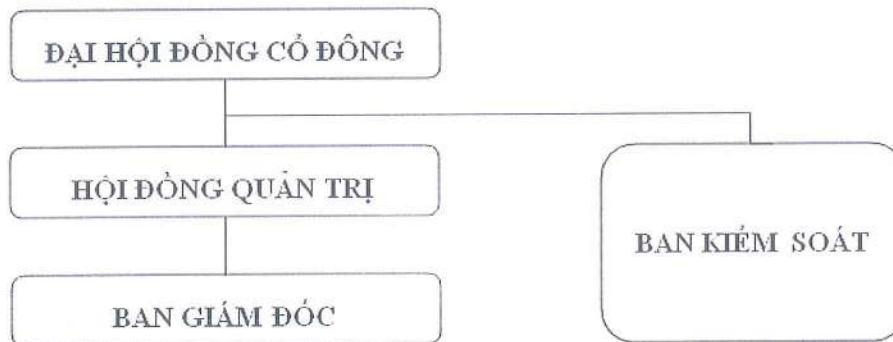 ĐẠI HỘI ĐỒNG CỔ ĐÔNG
HỘI ĐỒNG QUẢN TRỊ
BAN KIỂM SOÁT
BAN GIÁM ĐỐC